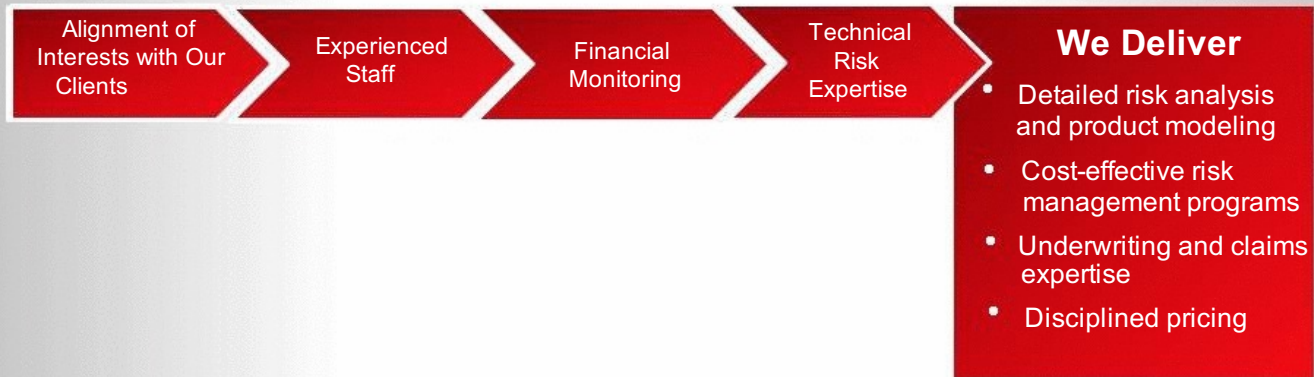 Alignment of
Interests with Our
Clients
Experienced
Staff
Financial
Monitoring
Technical
Risk
Expertise
We Deliver
• Detailed risk analysis
and product modeling
• Cost-effective risk
management programs
• Underwriting and claims
expertise
• Disciplined pricing